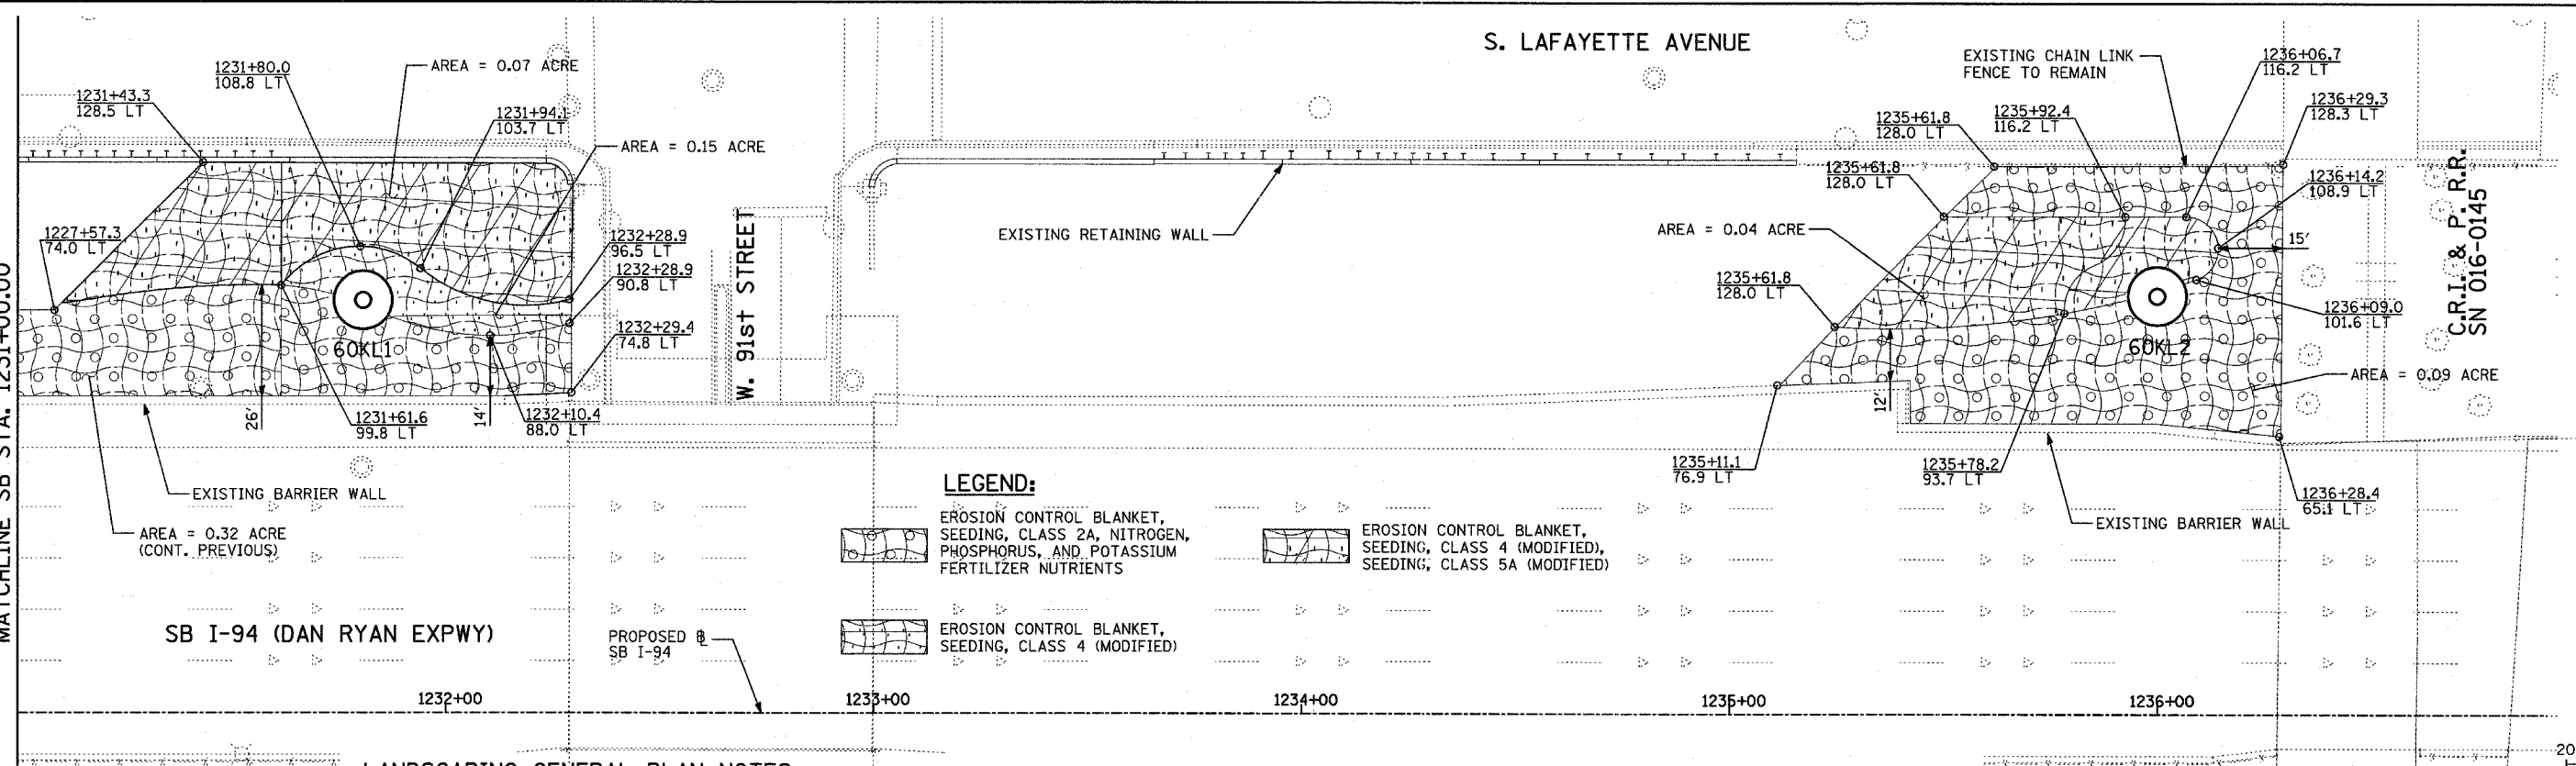 S. LAFAYETTE AVENUE
1231+43.3
128.5 LT
1231+80.0
108.8 LT
AREA = 0.07 ACRE
1231+94.1
103.7 LT
AREA = 0.15 ACRE
1227+57.3
74.0 LT
1232+28.9
96.5 LT
1232+28.9
90.8 LT
1232+29.4
74.8 LT
60KL1
26'
1231+61.6
99.8 LT
14'
1232+10.4
88.0 LT
EXISTING BARRIER WALL
AREA = 0.32 ACRE
(CONT. PREVIOUS)
MATCHLINE SB STA. 1231+00.00
W. 91st STREET
EXISTING RETAINING WALL
EXISTING CHAIN LINK
FENCE TO REMAIN
1236+06.7
116.2 LT
1236+29.3
128.3 LT
1235+61.8
128.0 LT
1235+92.4
116.2 LT
1235+61.8
128.0 LT
1236+14.2
108.9 LT
15'
AREA = 0.04 ACRE
1235+61.8
128.0 LT
1236+09.0
101.6 LT
60KL2
AREA = 0.09 ACRE
12'
1235+11.1
76.9 LT
1235+78.2
93.7 LT
1236+28.4
65.1 LT
EXISTING BARRIER WALL
C.R.I. & P. R.R.
SN 016-0145
LEGEND:
EROSION CONTROL BLANKET,
SEEDING, CLASS 2A, NITROGEN,
PHOSPHORUS, AND POTASSIUM
FERTILIZER NUTRIENTS
EROSION CONTROL BLANKET,
SEEDING, CLASS 4 (MODIFIED),
SEEDING, CLASS 5A (MODIFIED)
EROSION CONTROL BLANKET,
SEEDING, CLASS 4 (MODIFIED)
SB I-94 (DAN RYAN EXPWY)
PROPOSED ℄
SB I-94
1232+00
1233+00
1234+00
1235+00
1236+00
LANDSCAPING GENERAL PLAN NOTES
20